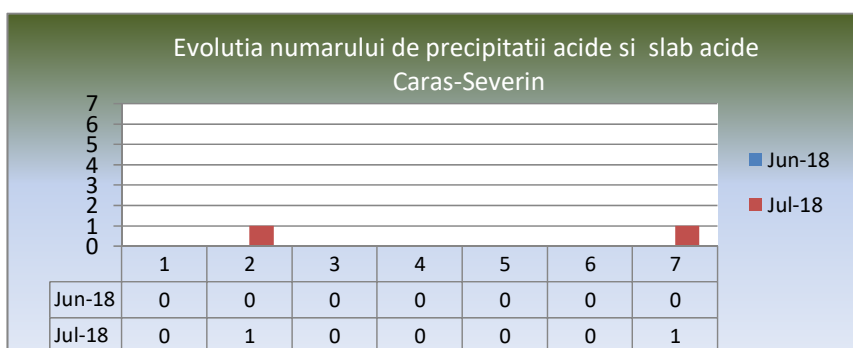 Evolutia numarului de precipitatii acide si slab acide
Caras-Severin
7
6
5
4
3
2
1
0
Jun-18
Jul-18
1 2 3 4 5 6 7
Jun-18 0 0 0 0 0 0 0
Jul-18 0 1 0 0 0 0 1